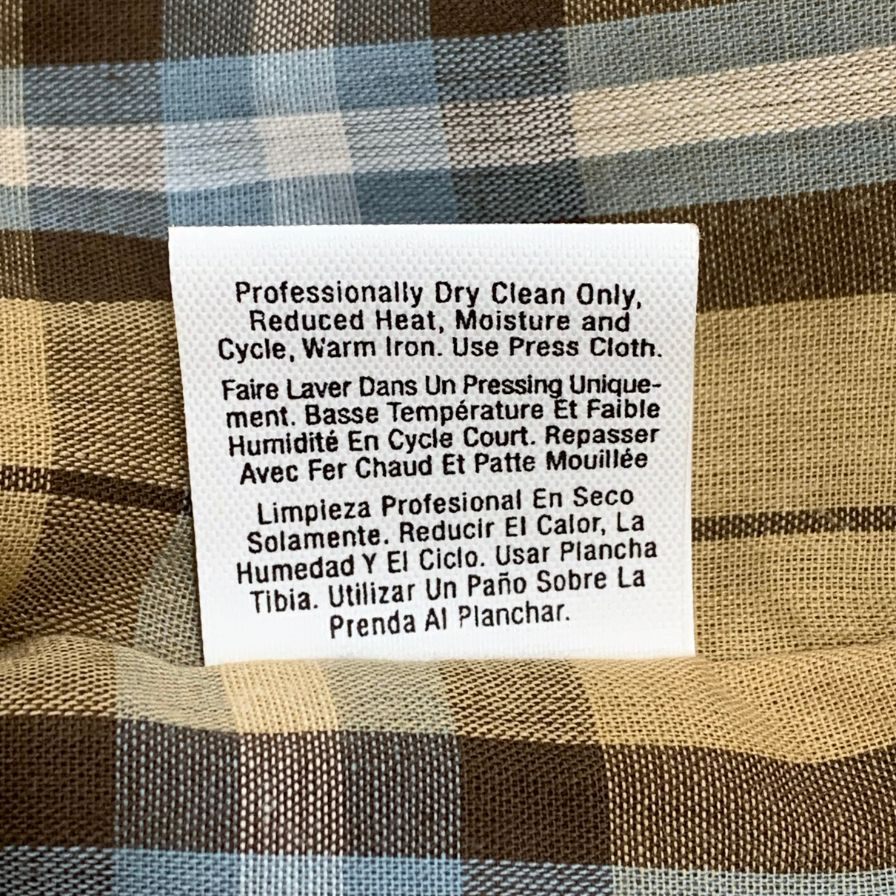 Professionally Dry Clean Only,
Reduced Heat, Moisture and
Cycle, Warm Iron. Use Press Cloth.
Faire Laver Dans Un Pressing Unique-
ment. Basse Température Et Faible
Humidité En Cycle Court. Repasser
Avec Fer Chaud Et Patte Mouillée
Limpieza Profesional En Seco
Solamente. Reducir El Calor, La
Humedad Y El Ciclo. Usar Plancha
Tibia. Utilizar Un Paño Sobre La
Prenda Al Planchar.